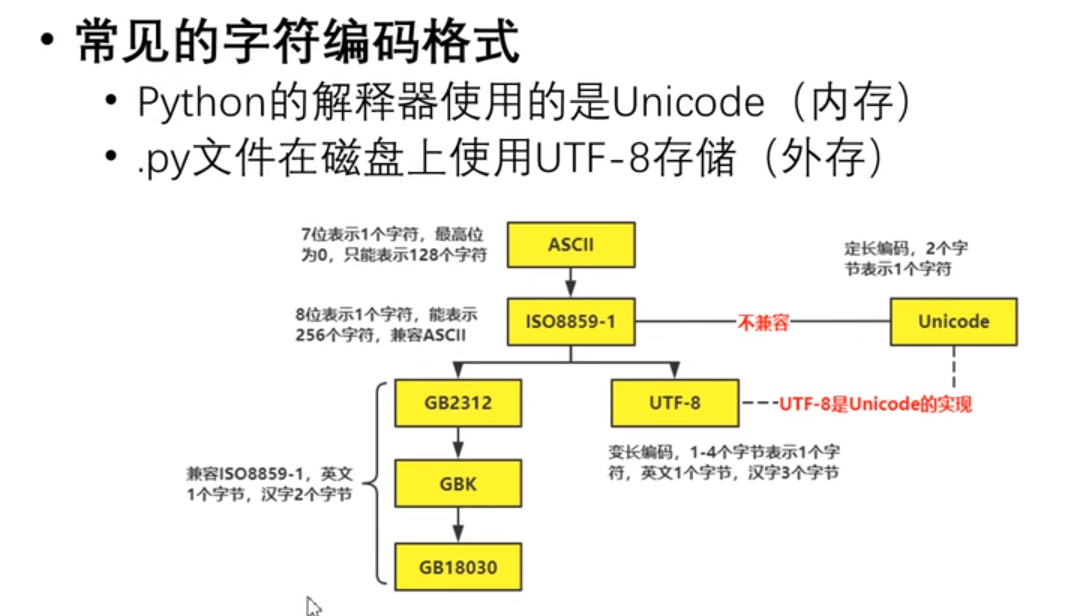 • 常见的字符编码格式
• Python的解释器使用的是Unicode（内存）
• .py文件在磁盘上使用UTF-8存储（外存）
7位表示1个字符，最高位
为0，只能表示128个字符
ASCII
定长编码，2个字
节表示1个字符
8位表示1个字符，能表示
256个字符，兼容ASCII
ISO8859-1
不兼容
Unicode
GB2312
UTF-8
UTF-8是Unicode的实现
变长编码，1-4个字节表示1个字
符，英文1个字节，汉字3个字节
兼容ISO8859-1，英文
1个字节，汉字2个字节
GBK
GB18030